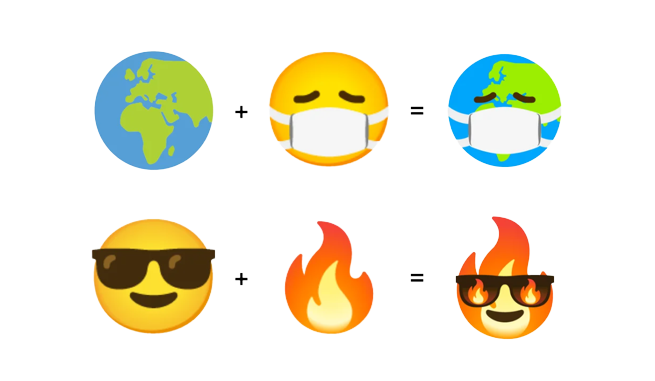 + =
+ =